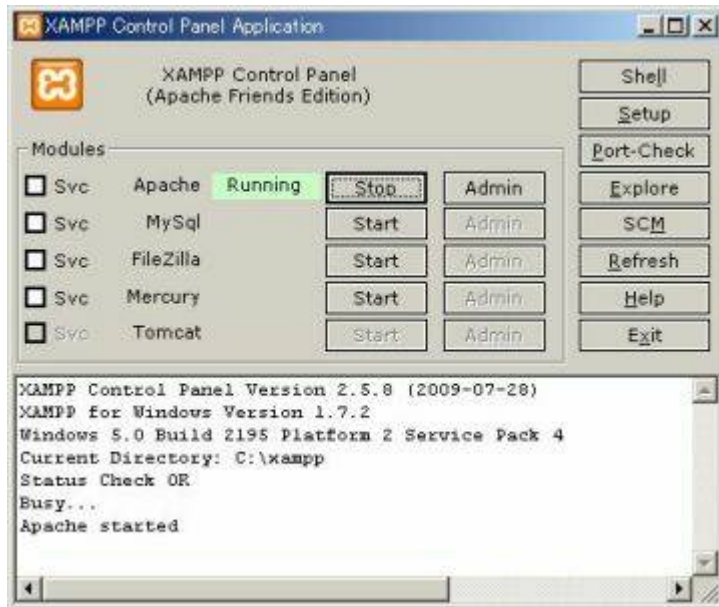 XAMPP Control Panel Application
XAMPP Control Panel
(Apache Friends Edition)
Shell
Setup
Port-Check
Explore
SCM
Refresh
Help
Exit
Modules
Svc Apache Running Stop Admin
Svc MySql Start Admin
Svc FileZilla Start Admin
Svc Mercury Start Admin
Svc Tomcat Start Admin
XAMPP Control Panel Version 2.5.8 (2009-07-28)
XAMPP for Windows Version 1.7.2
Windows 5.0 Build 2195 Platform 2 Service Pack 4
Current Directory: C:\xampp
Status Check OK
Busy...
Apache started